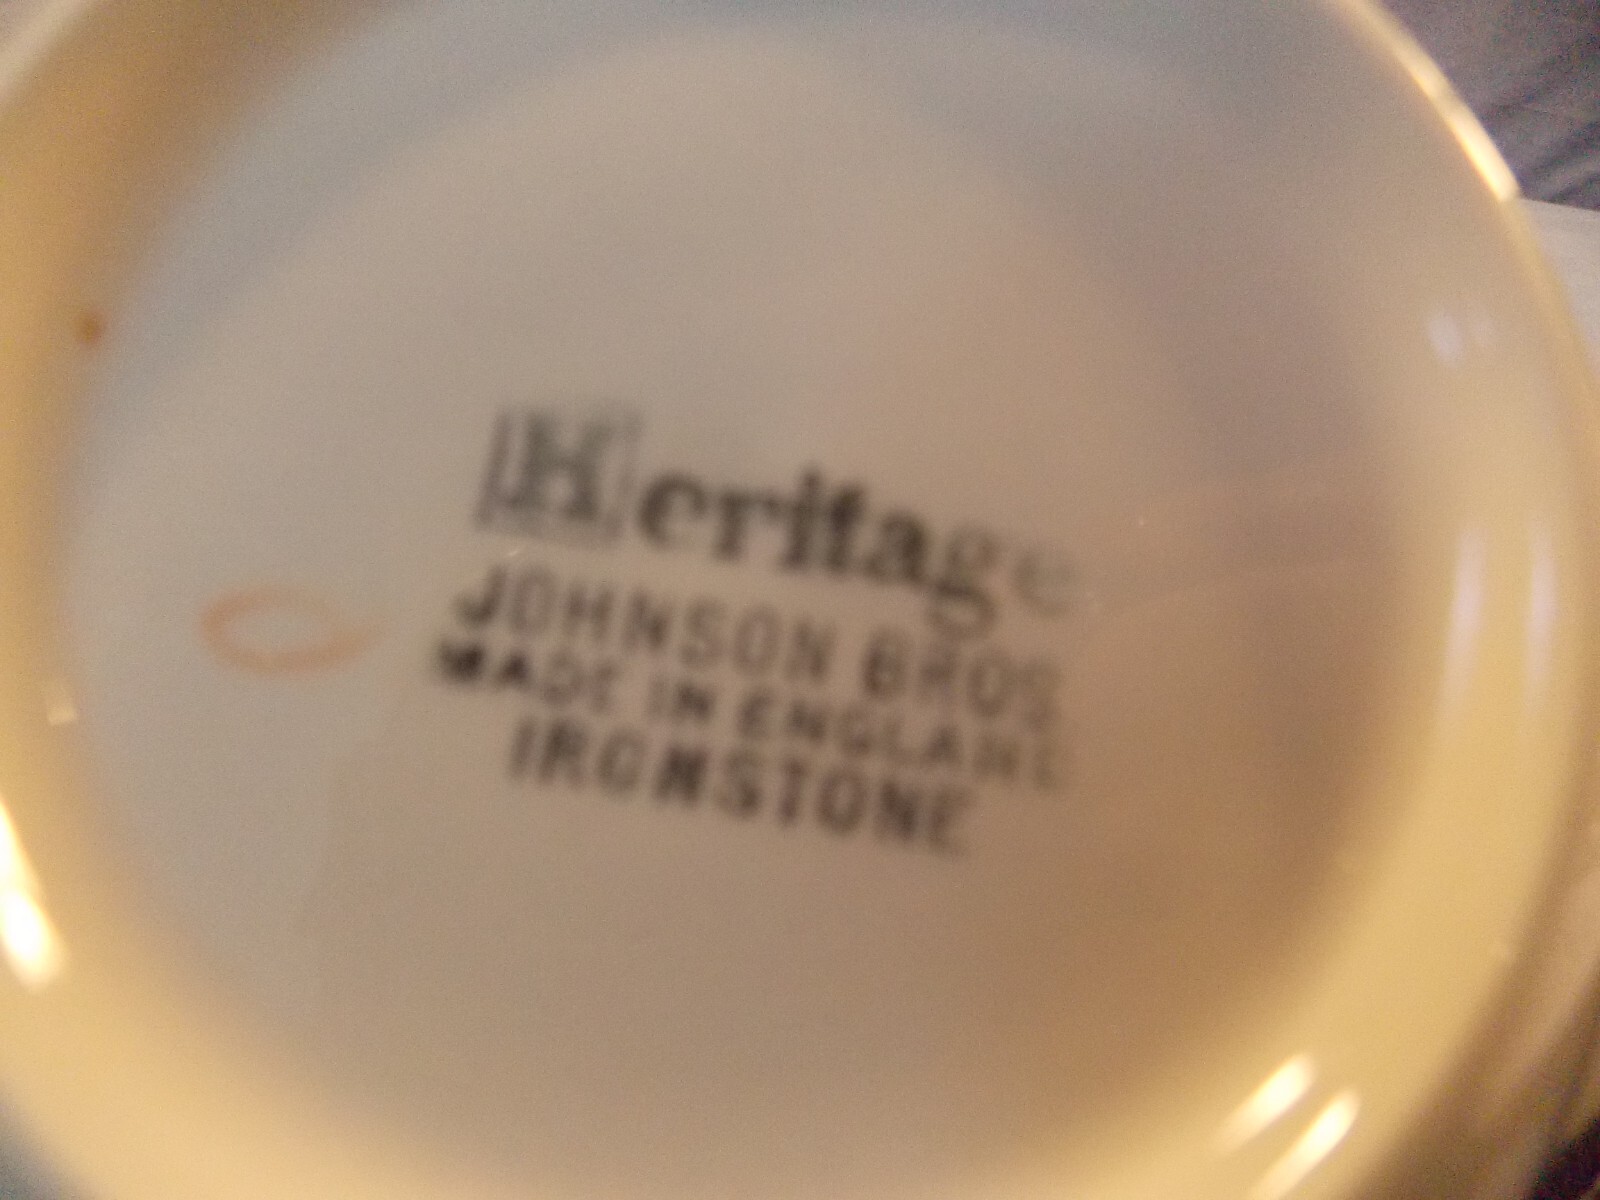 Heritage
JOHNSON BROS
MADE IN ENGLAND
IRONSTONE